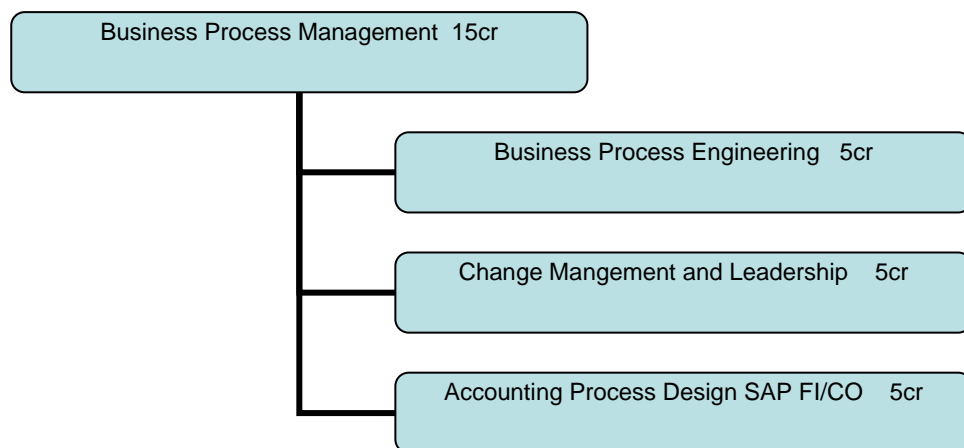 Business Process Management 15cr
Business Process Engineering 5cr
Change Mangement and Leadership 5cr
Accounting Process Design SAP FI/CO 5cr